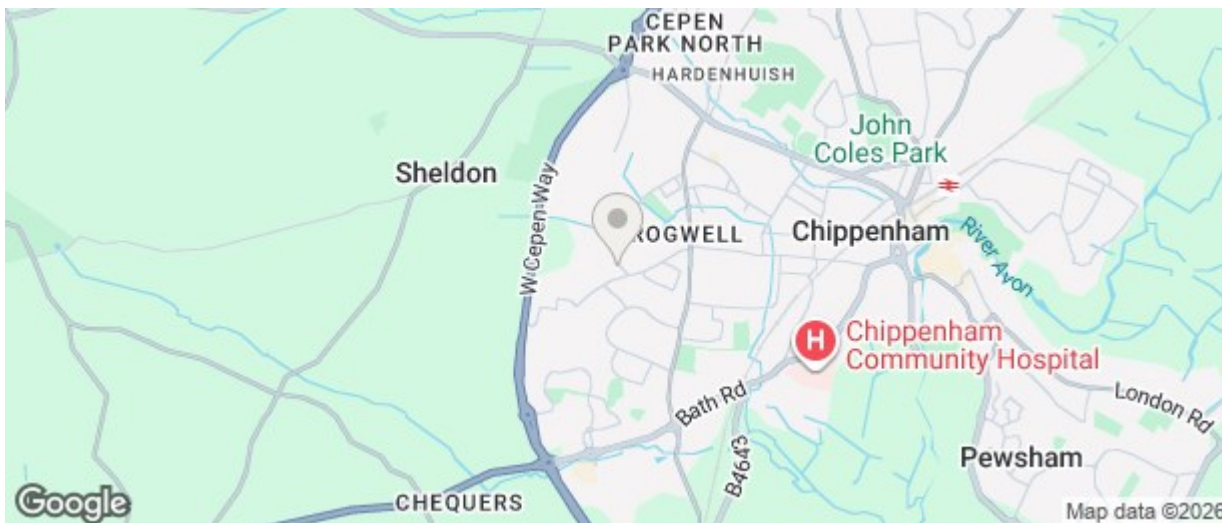 CEPEN
PARK NORTH
HARDENHUISH
John
Coles Park
Sheldon
W Cepen Way
ROGWELL
Chippenham
River Avon
Chippenham
Community Hospital
H
Bath Rd
London Rd
B4643
Pewsham
CHEQUERS
Google
Map data ©2026